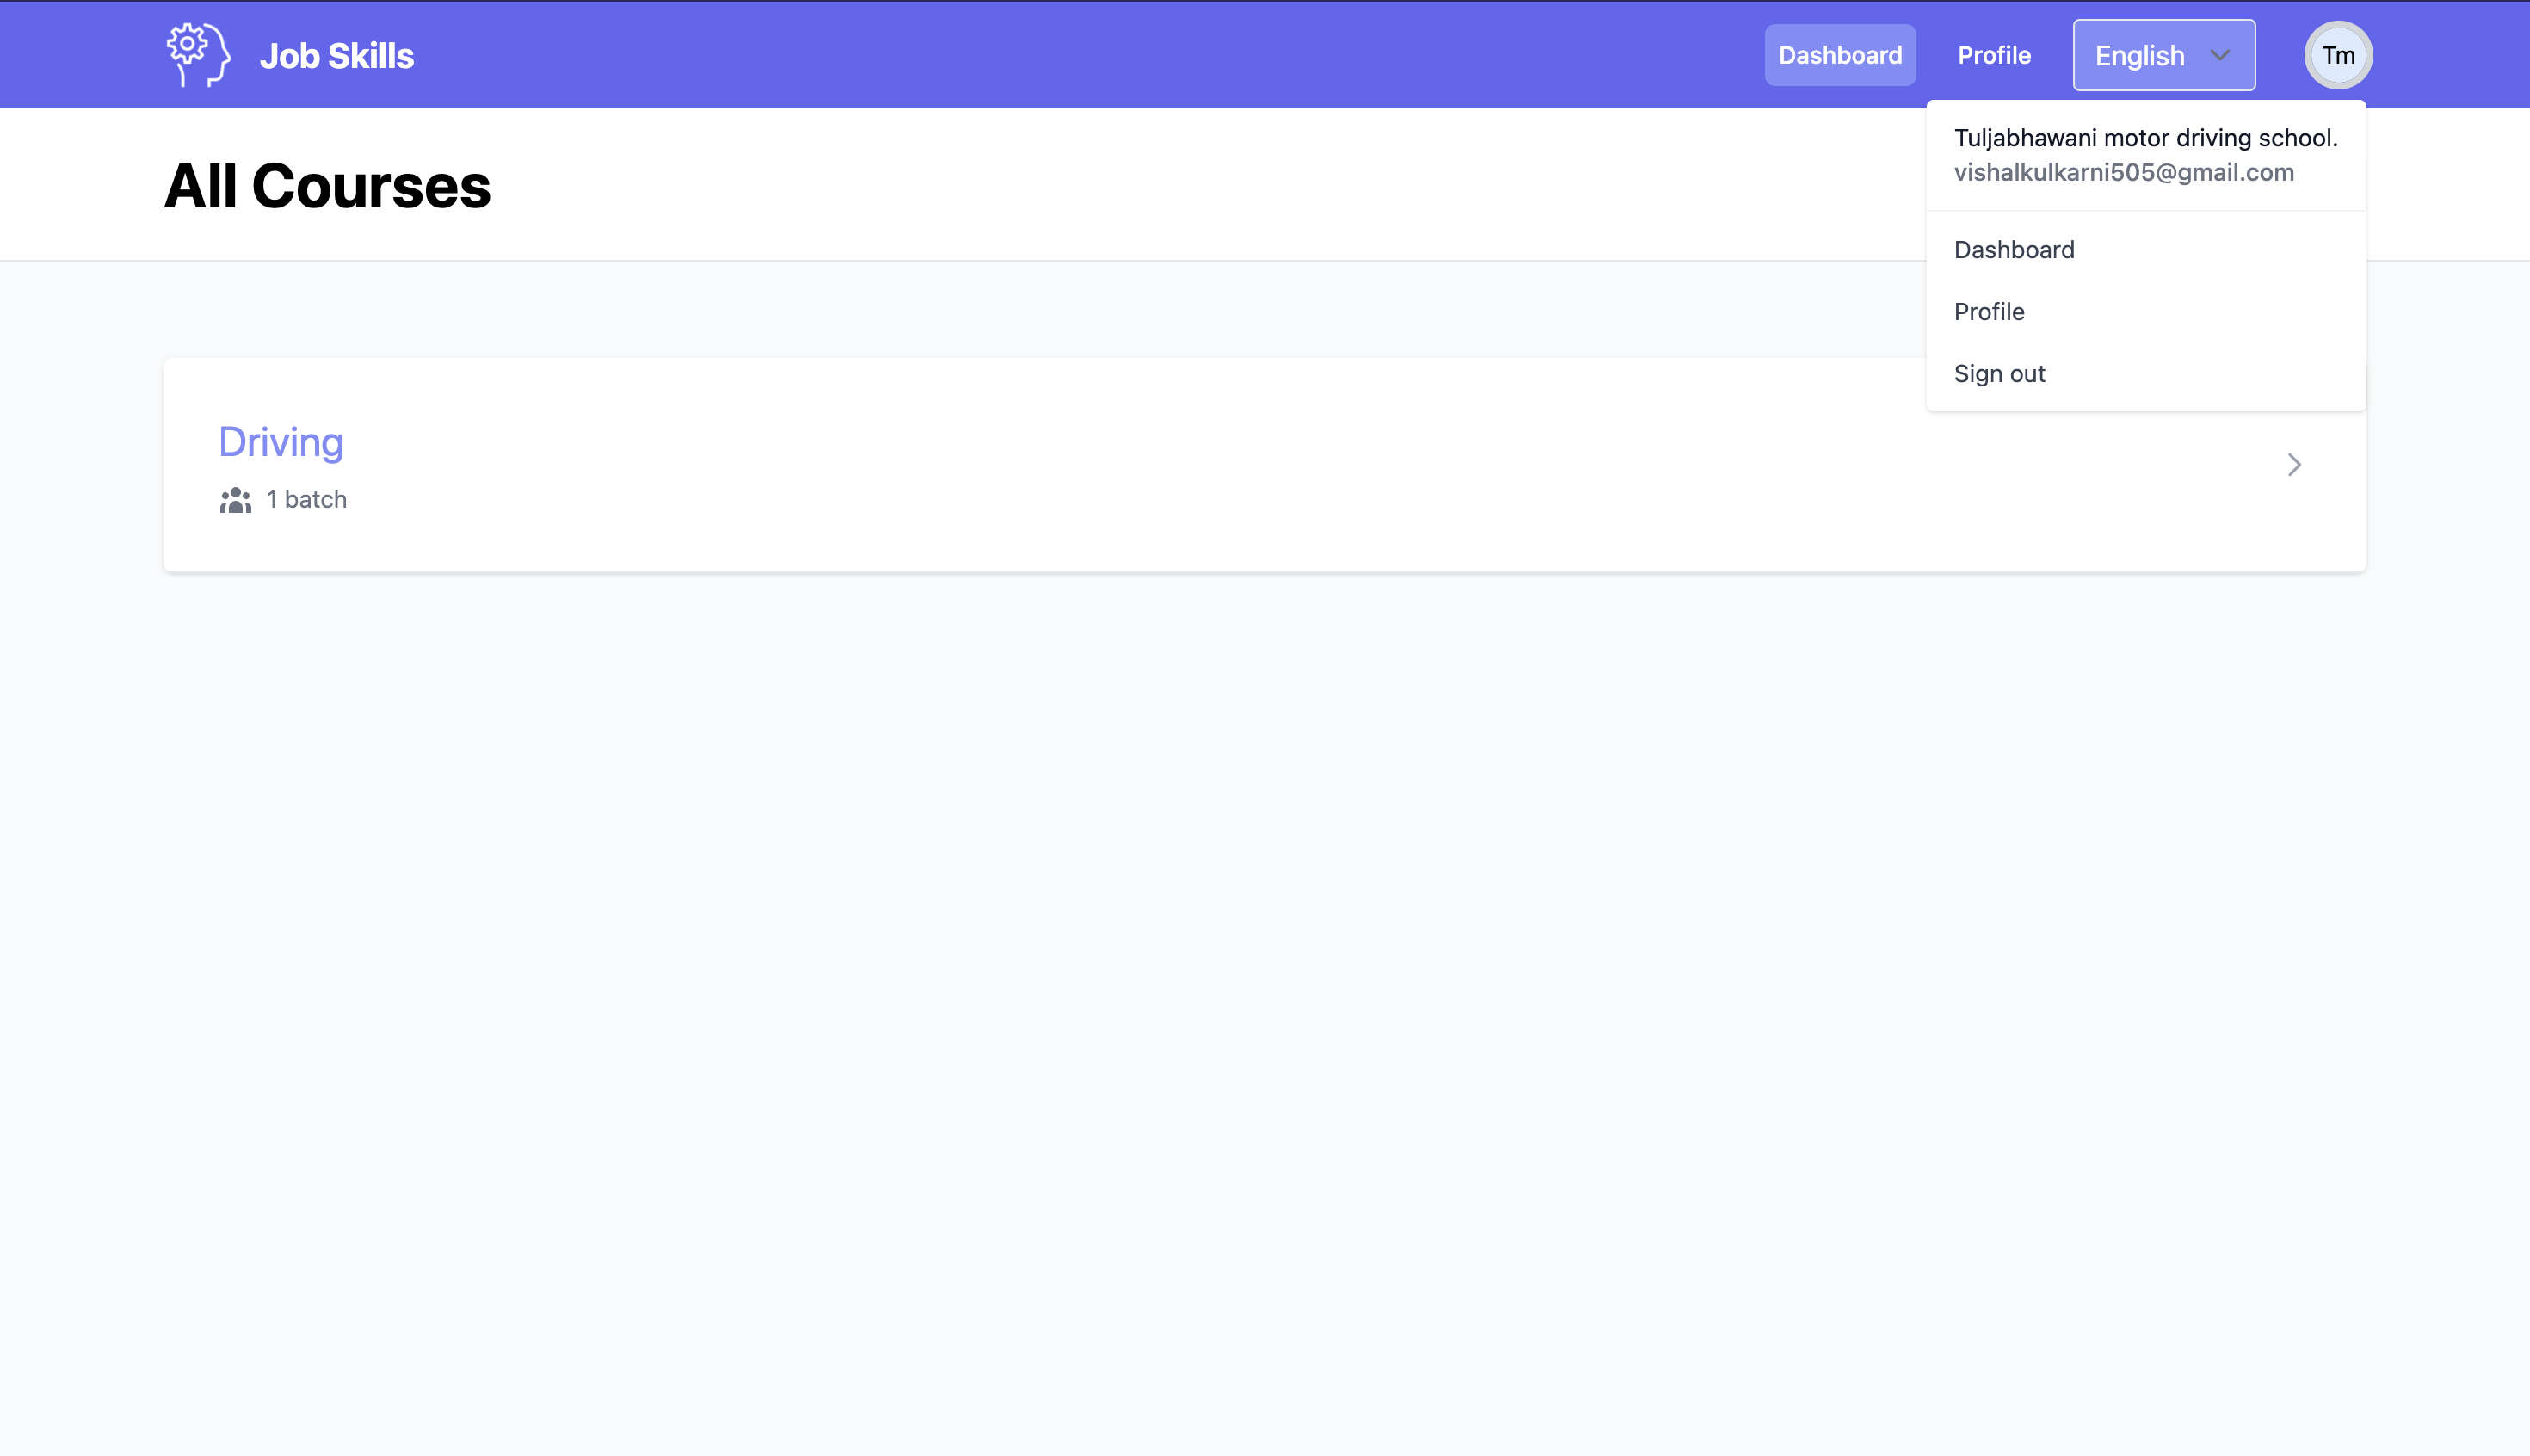 Job Skills
Dashboard
Profile
English
Tm
Tuljabhawani motor driving school.
vishalkulkarni505@gmail.com
Dashboard
Profile
Sign out
All Courses
Driving
1 batch